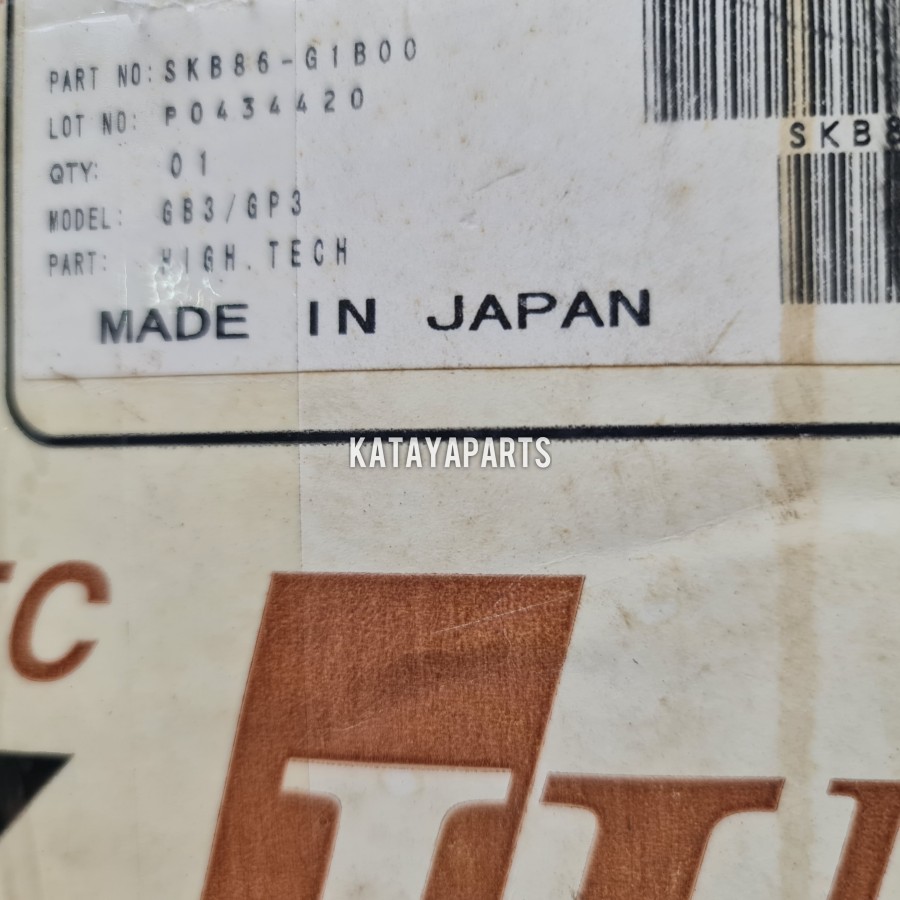 PART NO: SKB86-G1B00
LOT NO: P0434420
QTY: 01
MODEL: GB3/GP3
PART: HIGH.TECH
MADE IN JAPAN
SKB8
KATAYAPARTS
TC